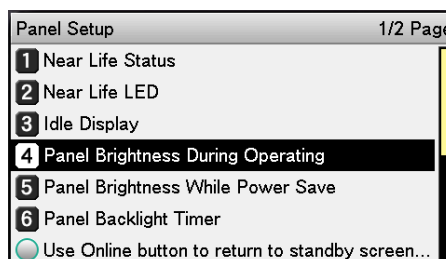 Panel Setup 1/2 Page
1 Near Life Status
2 Near Life LED
3 Idle Display
4 Panel Brightness During Operating
5 Panel Brightness While Power Save
6 Panel Backlight Timer
Use Online button to return to standby screen...